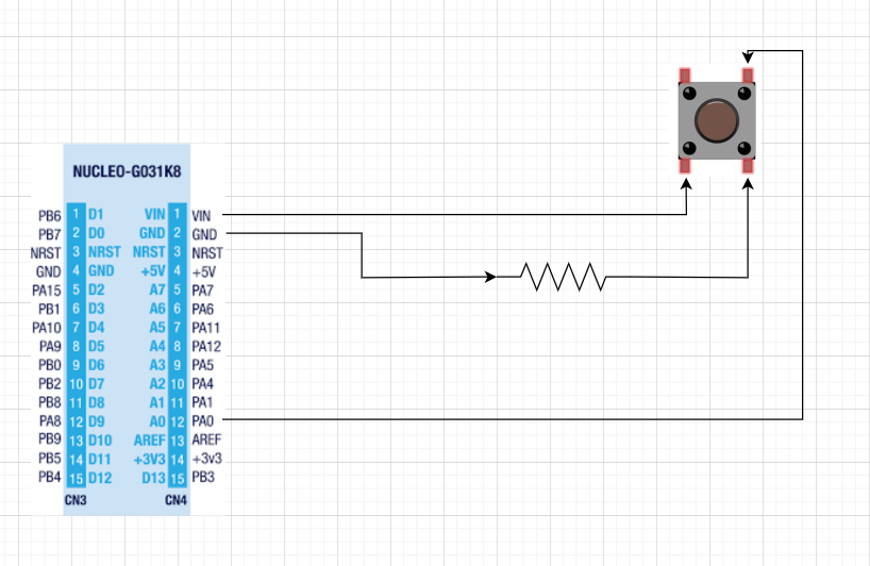 NUCLEO-G031K8
PB6 1 D1 VIN 1 VIN
PB7 2 D0 GND 2 GND
NRST 3 NRST NRST 3 NRST
GND 4 GND +5V 4 +5V
PA15 5 D2 A7 5 PA7
PB1 6 D3 A6 6 PA6
PA10 7 D4 A5 7 PA11
PA9 8 D5 A4 8 PA12
PB0 9 D6 A3 9 PA5
PB2 10 D7 A2 10 PA4
PB8 11 D8 A1 11 PA1
PA8 12 D9 A0 12 PA0
PB9 13 D10 AREF 13 AREF
PB5 14 D11 +3V3 14 +3v3
PB4 15 D12 D13 15 PB3
CN3 CN4